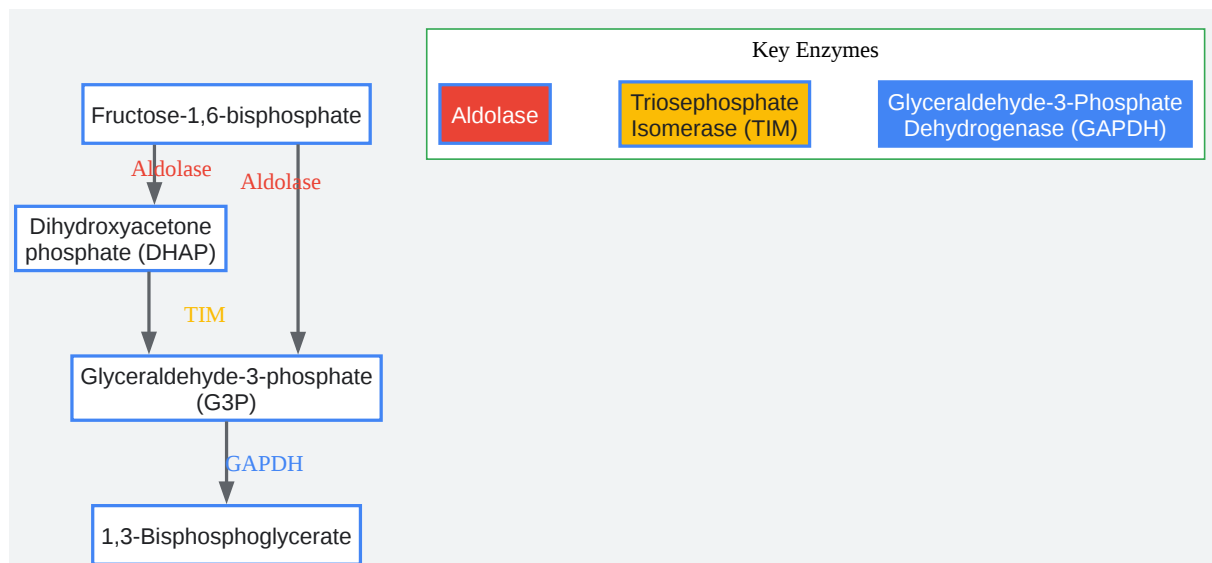 Key Enzymes
Aldolase
Triosephosphate
Isomerase (TIM)
Glyceraldehyde-3-Phosphate
Dehydrogenase (GAPDH)
Fructose-1,6-bisphosphate
Aldolase
Aldolase
Dihydroxyacetone
phosphate (DHAP)
TIM
Glyceraldehyde-3-phosphate
(G3P)
GAPDH
1,3-Bisphosphoglycerate